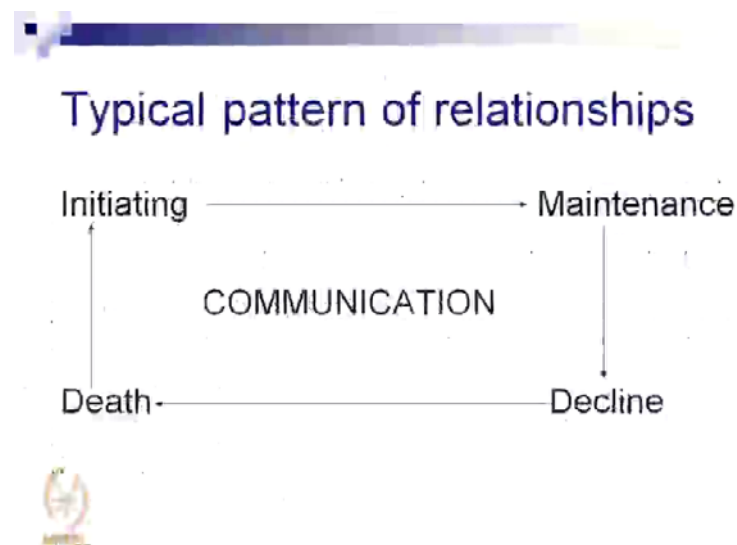 Typical pattern of relationships
Initiating
Maintenance
COMMUNICATION
Death
Decline